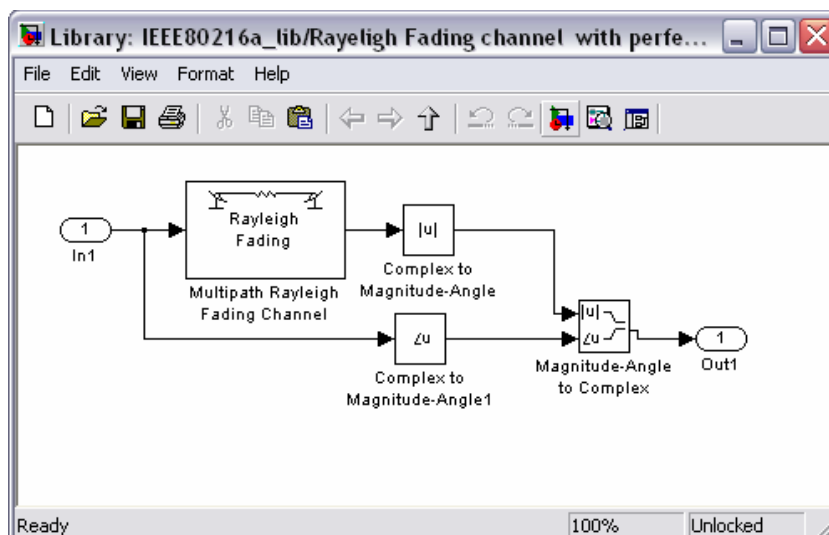 Library: IEEE80216a_lib/Rayeligh Fading channel with perfe...
File Edit View Format Help
Rayleigh
Fading
1
In1
|u|
Complex to
Magnitude-Angle
Multipath Rayleigh
Fading Channel
|u|
∠u
Magnitude-Angle
to Complex
1
Out1
∠u
Complex to
Magnitude-Angle1
Ready 100% Unlocked